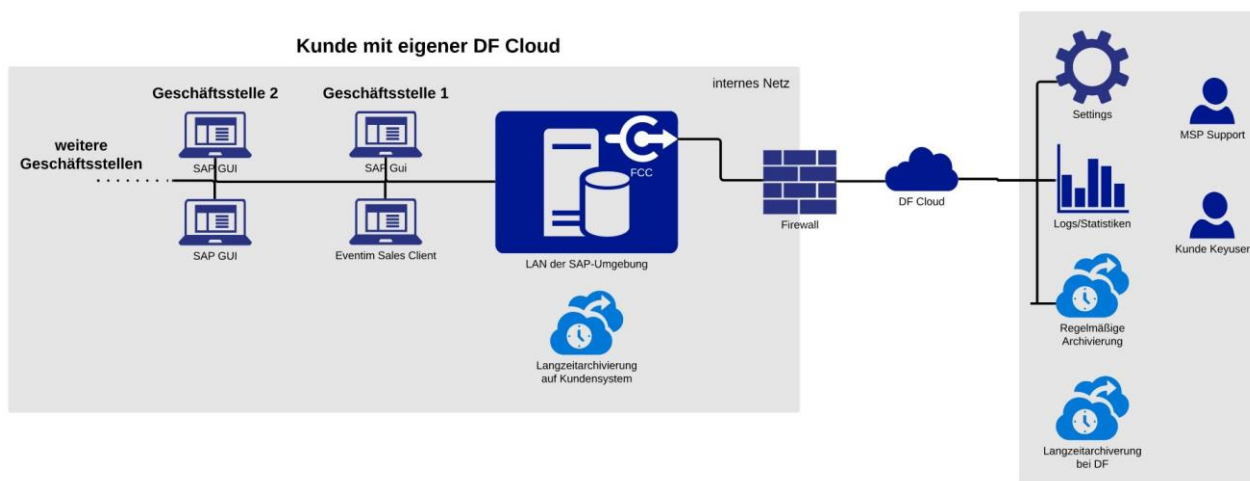 Kunde mit eigener DF Cloud
internes Netz
Geschäftsstelle 2
Geschäftsstelle 1
weitere
Geschäftsstellen
SAP GUI
SAP Gui
FCC
SAP GUI
Eventim Sales Client
LAN der SAP-Umgebung
Langzeitarchivierung
auf Kundensystem
Firewall
DF Cloud
Settings
MSP Support
Logs/Statistiken
Kunde Keyuser
Regelmäßige
Archivierung
Langzeitarchiverung
bei DF